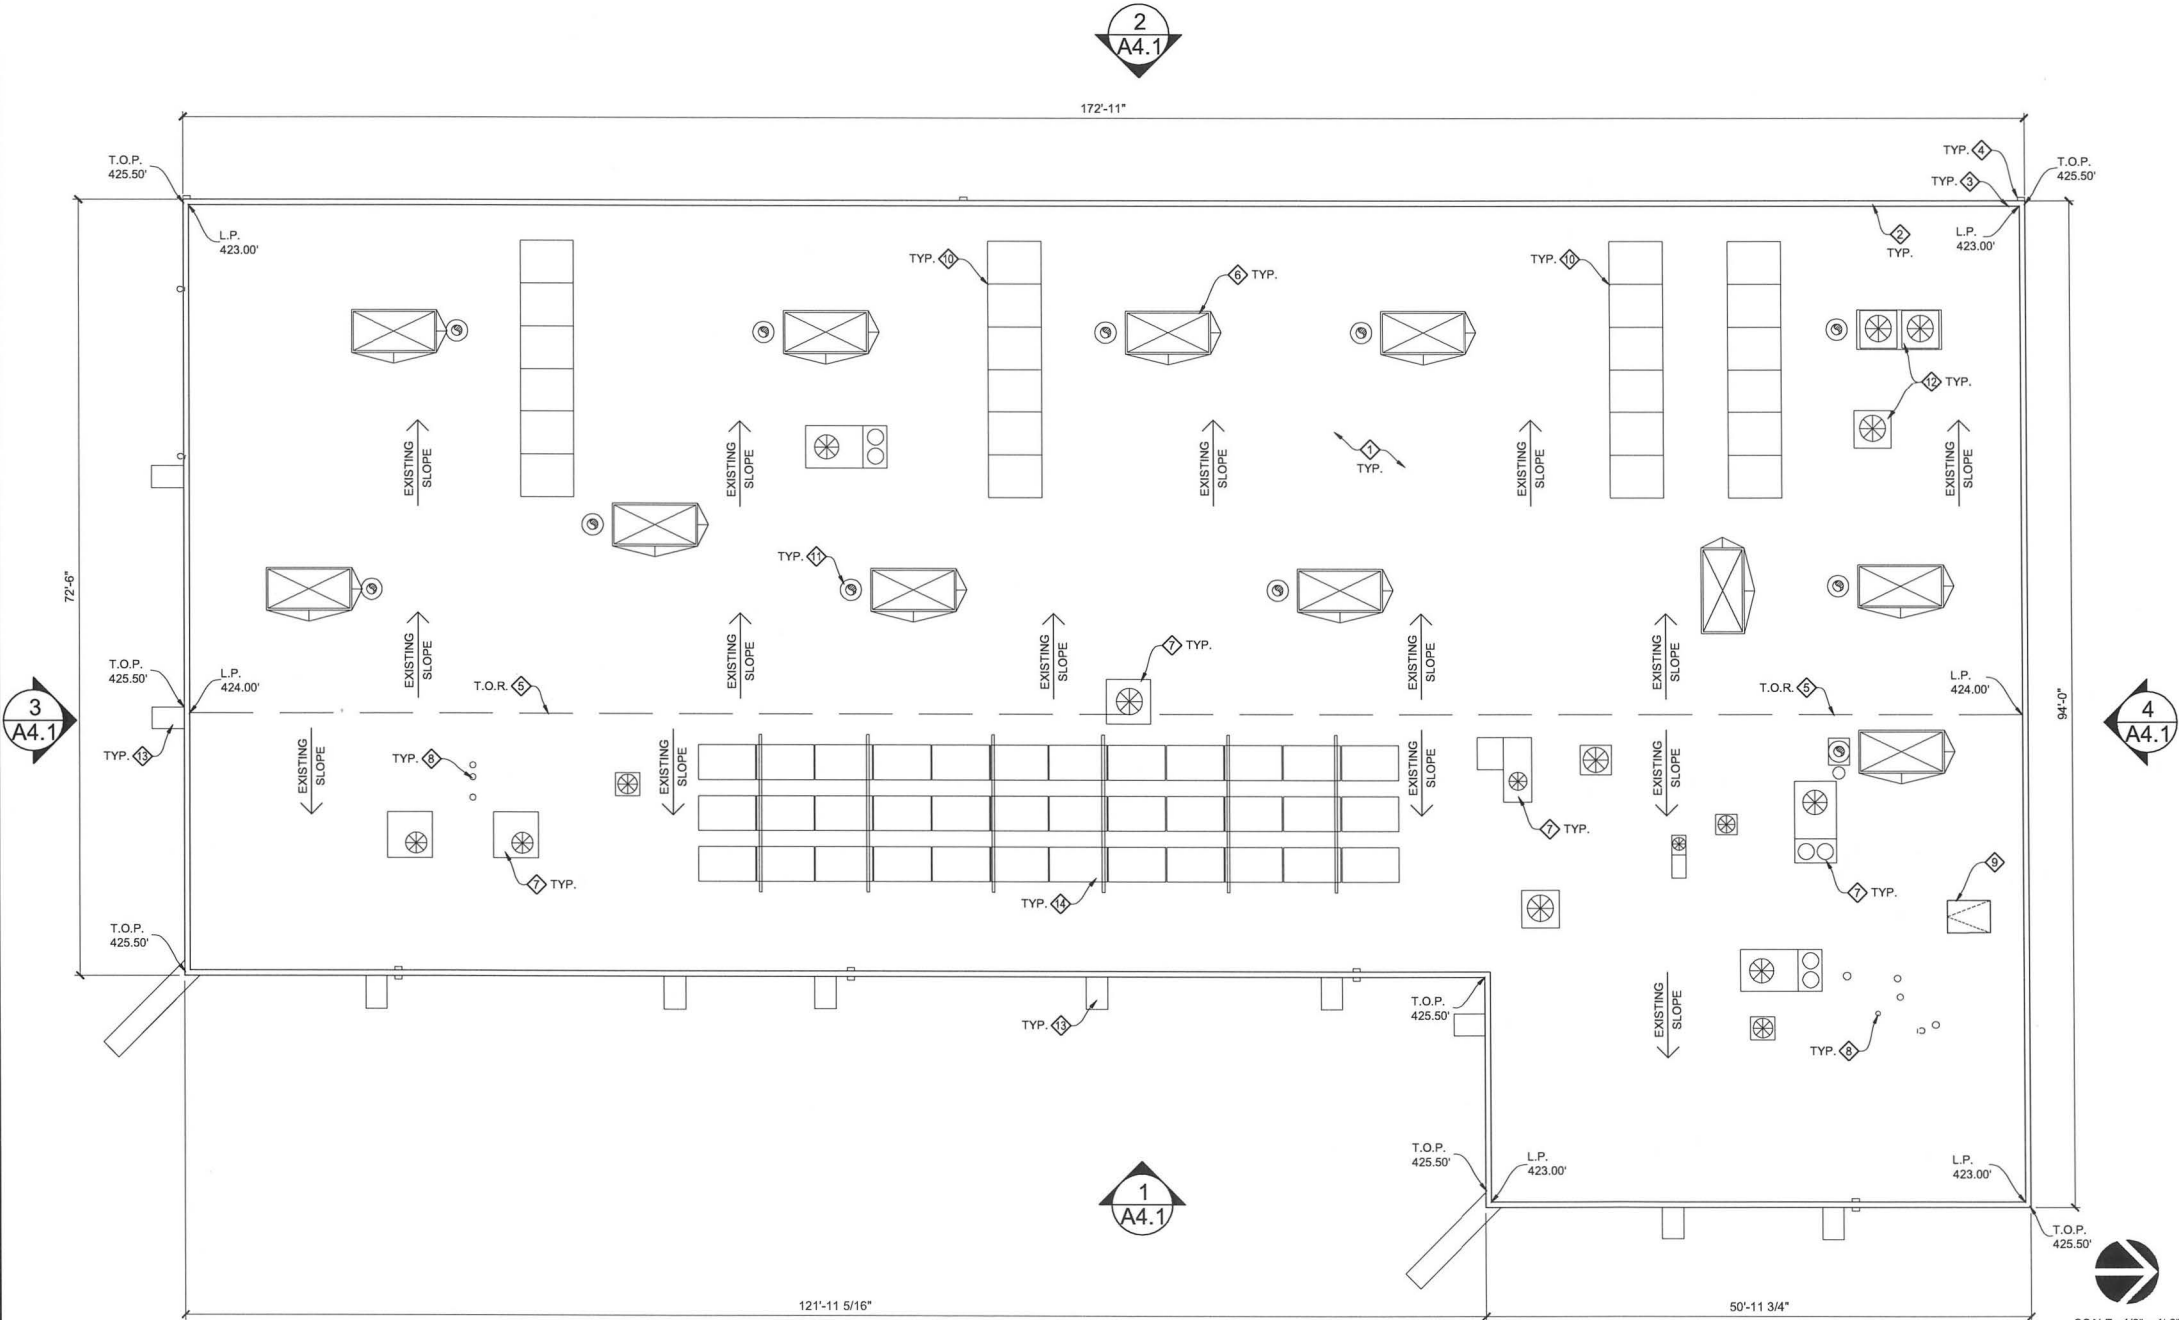 2
A4.1
172'-11"
T.O.P.
425.50'
TYP. 4
T.O.P.
425.50'
TYP. 3
L.P.
423.00'
L.P.
423.00'
2
TYP.
TYP. 10
6 TYP.
TYP. 10
12 TYP.
1
TYP.
EXISTING
SLOPE
EXISTING
SLOPE
EXISTING
SLOPE
EXISTING
SLOPE
EXISTING
SLOPE
72'-6"
TYP. 11
EXISTING
SLOPE
EXISTING
SLOPE
EXISTING
SLOPE
EXISTING
SLOPE
EXISTING
SLOPE
7 TYP.
T.O.P.
425.50'
L.P.
424.00'
T.O.R. 5
T.O.R. 5
L.P.
424.00'
94'-0"
3
A4.1
4
A4.1
TYP. 13
TYP. 8
EXISTING
SLOPE
EXISTING
SLOPE
EXISTING
SLOPE
EXISTING
SLOPE
7 TYP.
7 TYP.
7 TYP.
9
TYP. 14
T.O.P.
425.50'
T.O.P.
425.50'
TYP. 13
EXISTING
SLOPE
TYP. 8
T.O.P.
425.50'
L.P.
423.00'
L.P.
423.00'
1
A4.1
T.O.P.
425.50'
121'-11 5/16"
50'-11 3/4"